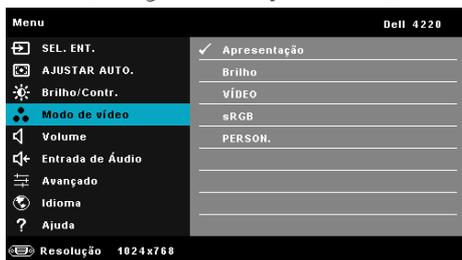 Menu Dell 4220
SEL. ENT.
AJUSTAR AUTO.
Brilho/Contr.
Modo de vídeo
Volume
Entrada de Áudio
Avançado
Idioma
Ajuda
Apresentação
Brilho
VÍDEO
sRGB
PERSON.
Resolução 1024x768